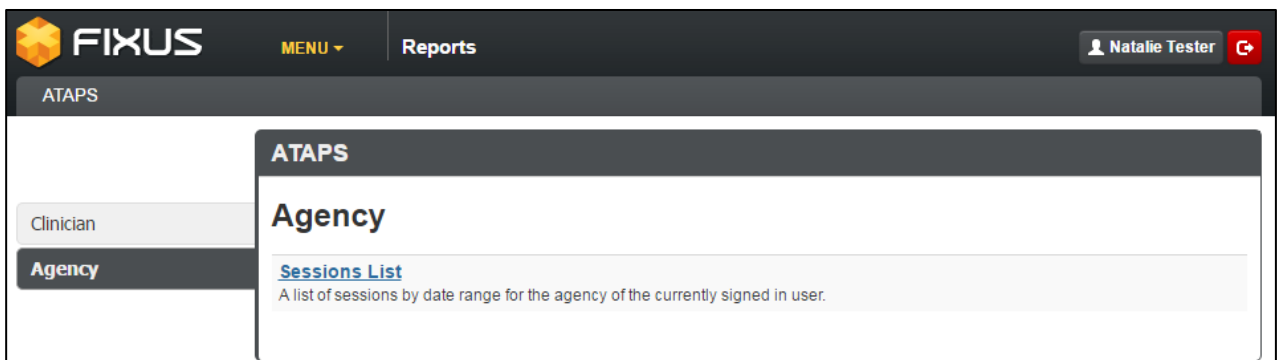 FIXUS MENU Reports Natalie Tester
ATAPS
ATAPS
Clinician
Agency
Agency
Sessions List
A list of sessions by date range for the agency of the currently signed in user.